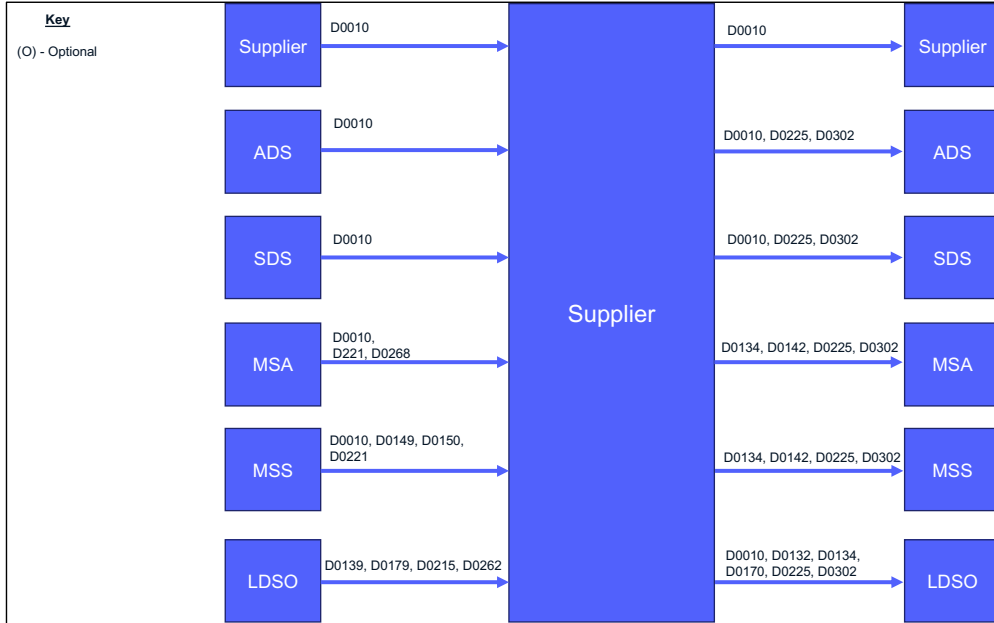 Key
(O) - Optional
Supplier
D0010
D0010
Supplier
ADS
D0010
D0010, D0225, D0302
ADS
SDS
D0010
D0010, D0225, D0302
SDS
Supplier
MSA
D0010,
D221, D0268
D0134, D0142, D0225, D0302
MSA
MSS
D0010, D0149, D0150,
D0221
D0134, D0142, D0225, D0302
MSS
LDSO
D0139, D0179, D0215, D0262
D0010, D0132, D0134,
D0170, D0225, D0302
LDSO